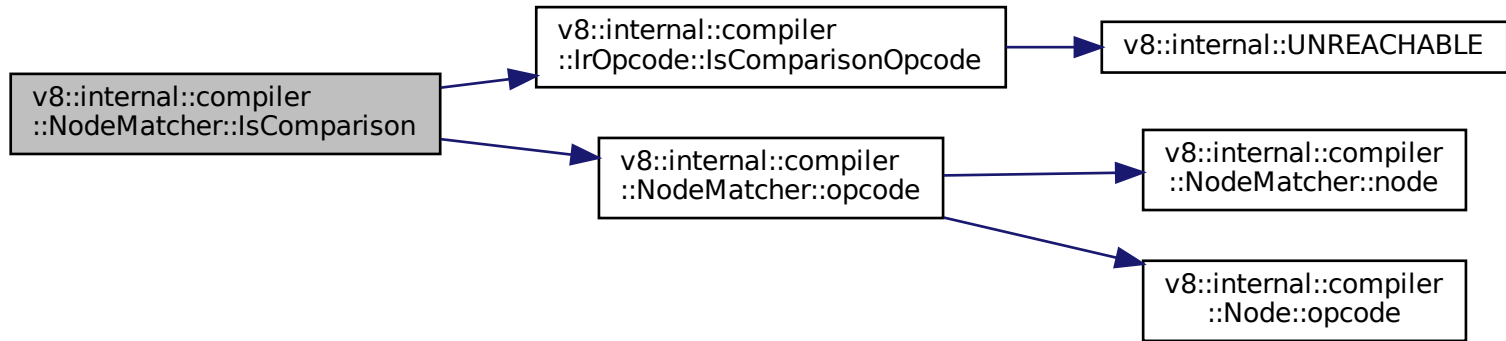 v8::internal::compiler
::NodeMatcher::IsComparison
v8::internal::compiler
::IrOpcode::IsComparisonOpcode
v8::internal::UNREACHABLE
v8::internal::compiler
::NodeMatcher::opcode
v8::internal::compiler
::NodeMatcher::node
v8::internal::compiler
::Node::opcode